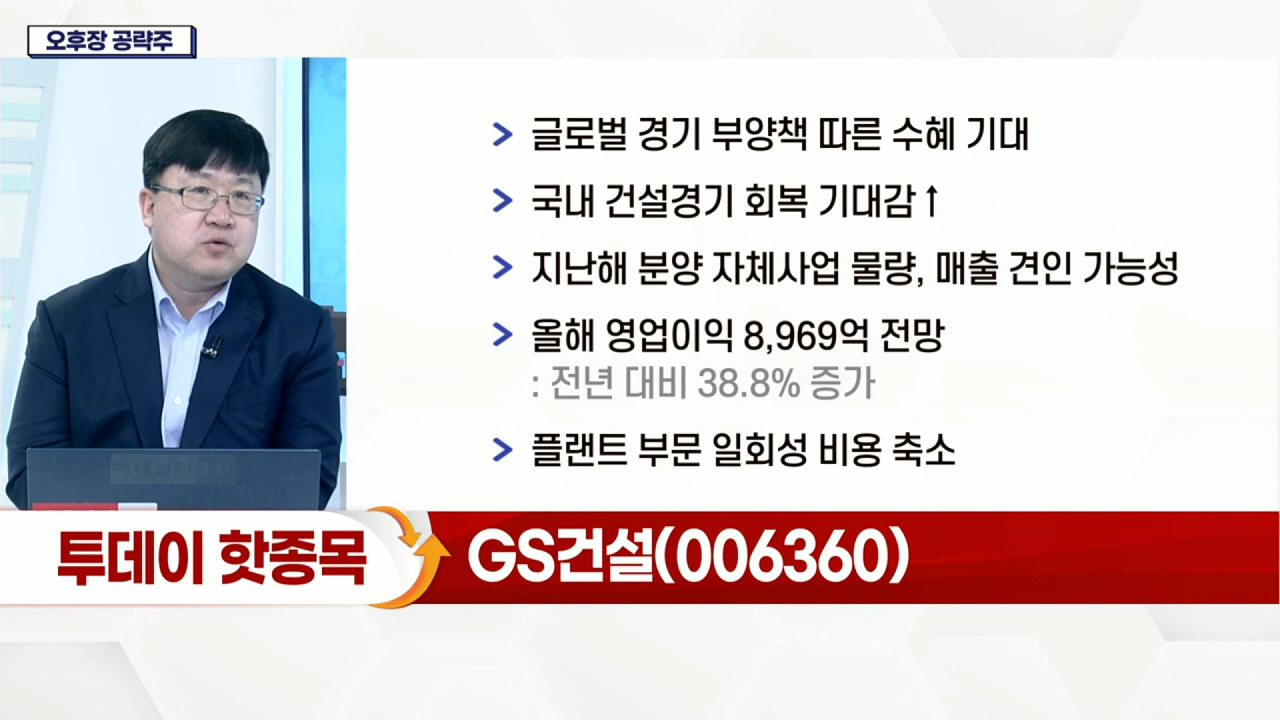 오후장 공략주
> 글로벌 경기 부양책 따른 수혜 기대
> 국내 건설경기 회복 기대감↑
> 지난해 분양 자체사업 물량, 매출 견인 가능성
> 올해 영업이익 8,969억 전망
: 전년 대비 38.8% 증가
> 플랜트 부문 일회성 비용 축소
투데이 핫종목
GS건설(006360)